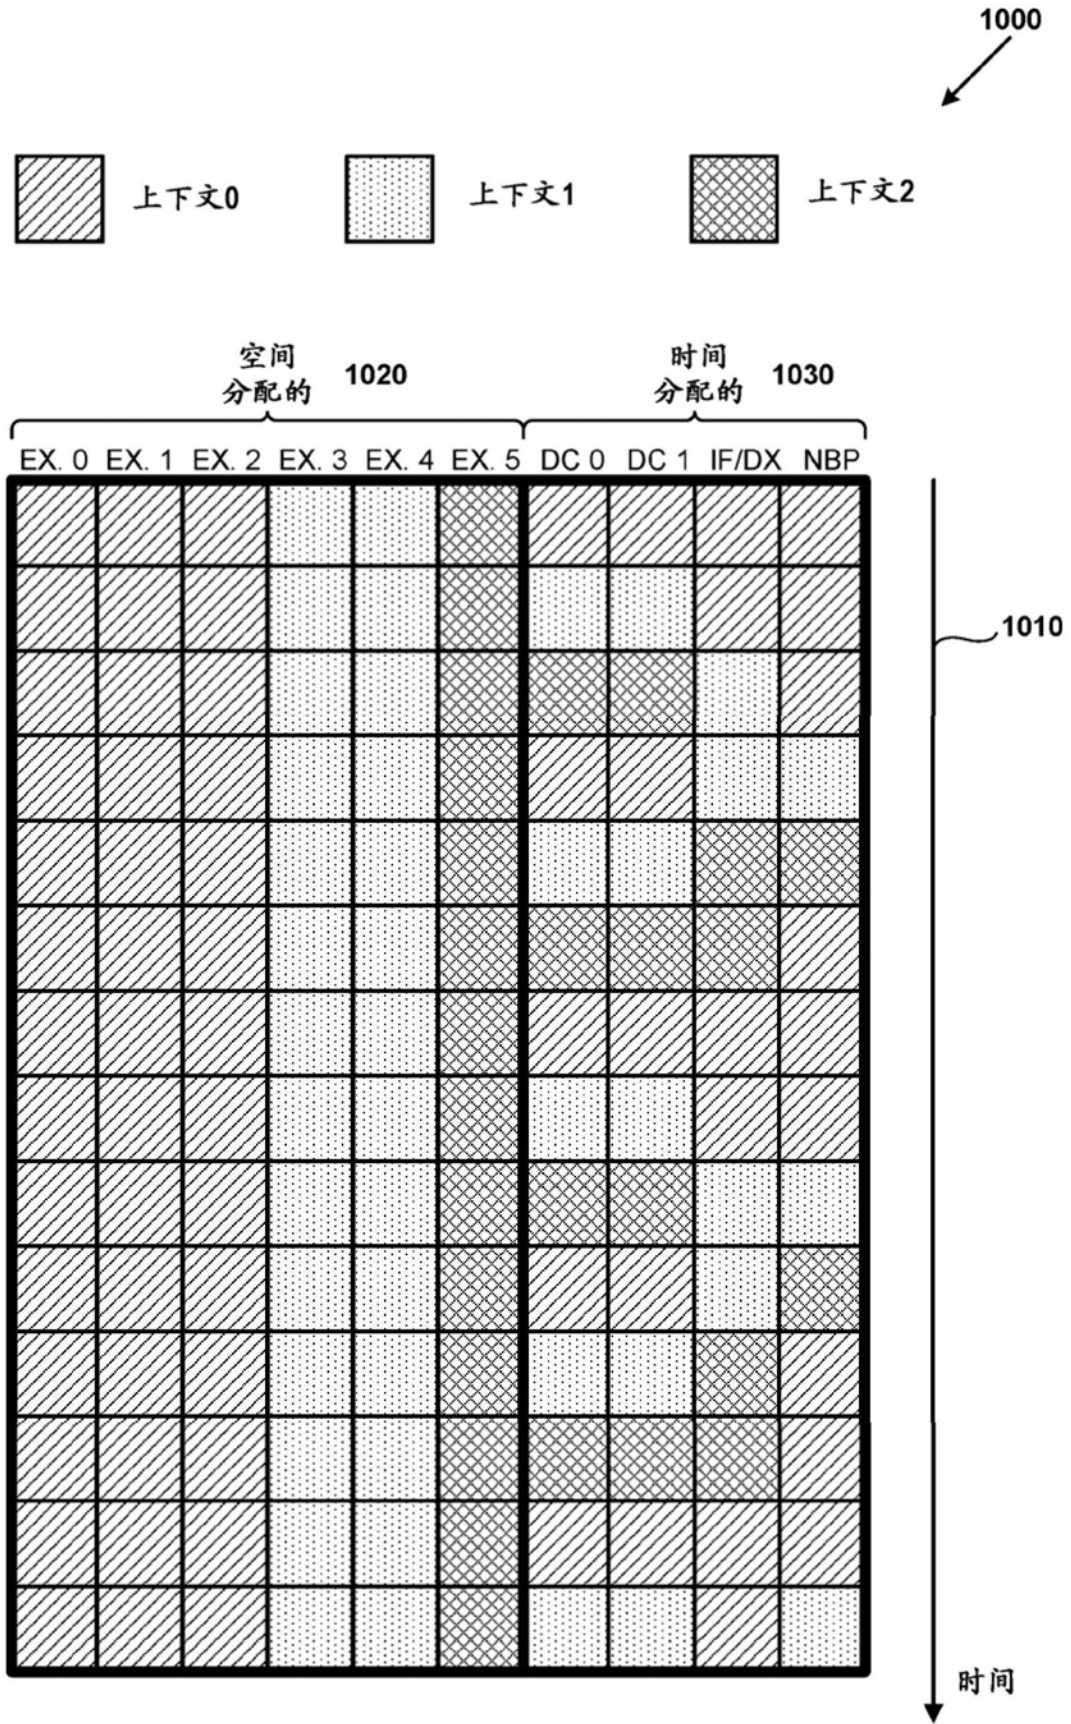 1000
上下文0
上下文1
上下文2
空间
分配的
1020
时间
分配的
1030
EX. 0 EX. 1 EX. 2 EX. 3 EX. 4 EX. 5 DC 0 DC 1 IF/DX NBP
1010
时间